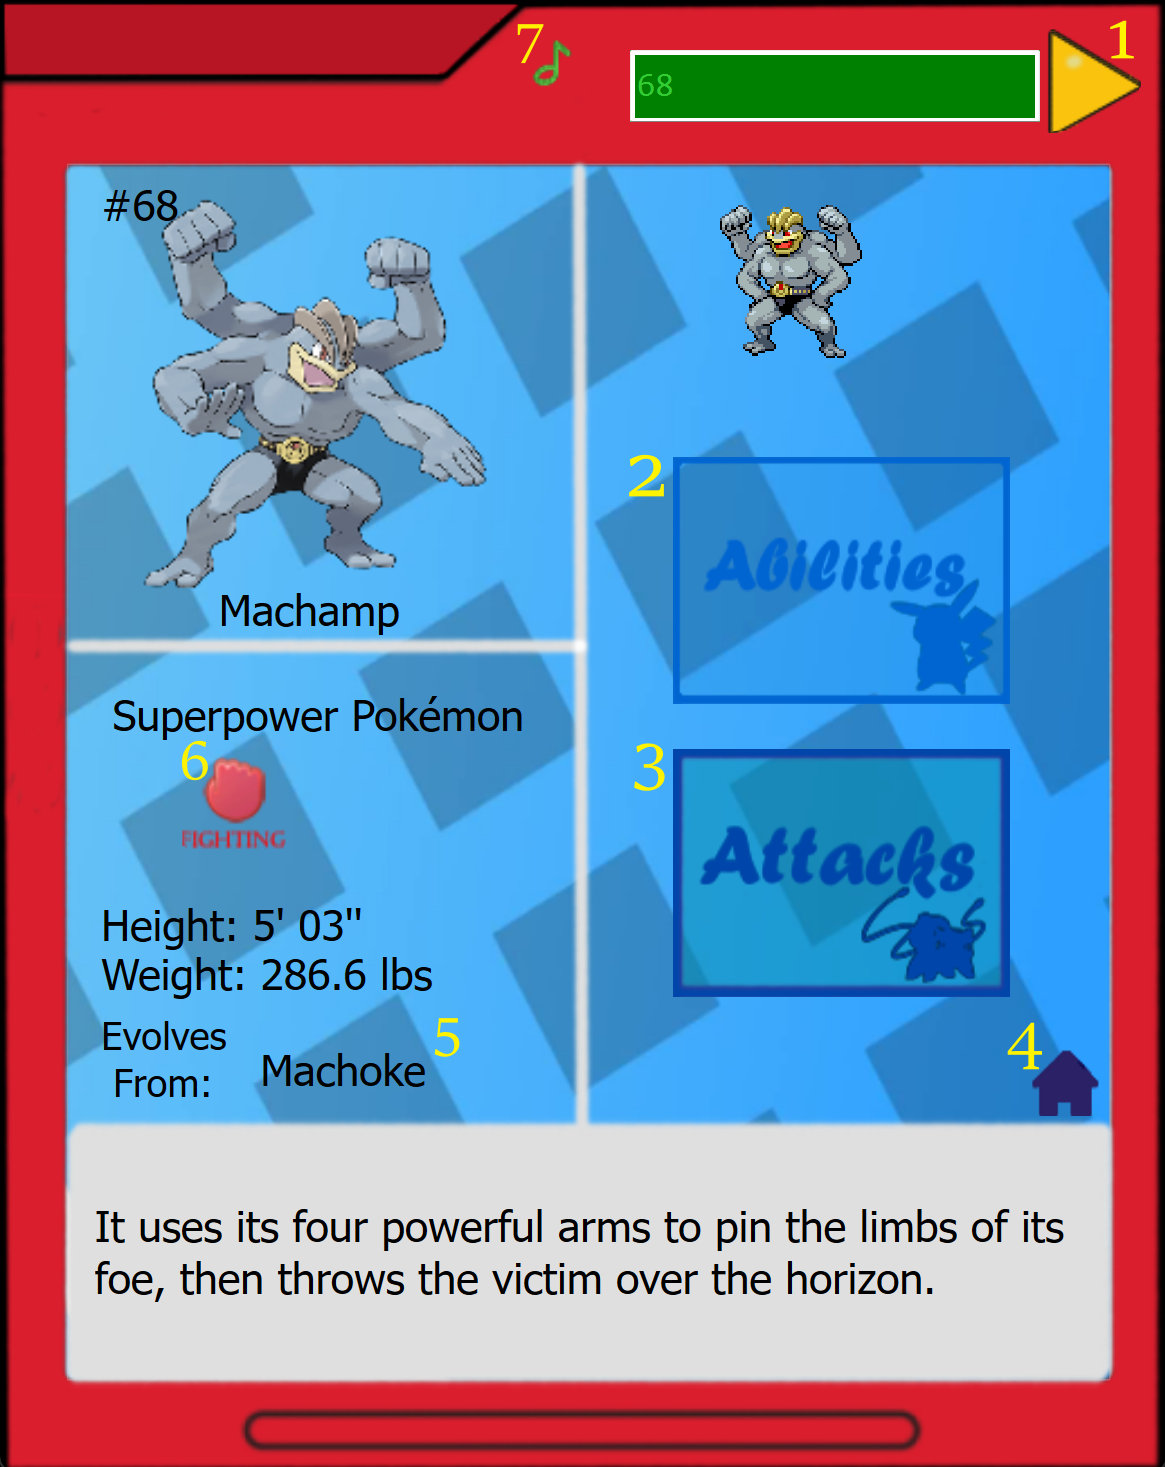 7
1
68
#68
2
Abilities
Machamp
Superpower Pokémon
6
FIGHTING
3
Attacks
Height: 5' 03"
Weight: 286.6 lbs
Evolves
From:
Machoke
5
4
It uses its four powerful arms to pin the limbs of its
foe, then throws the victim over the horizon.